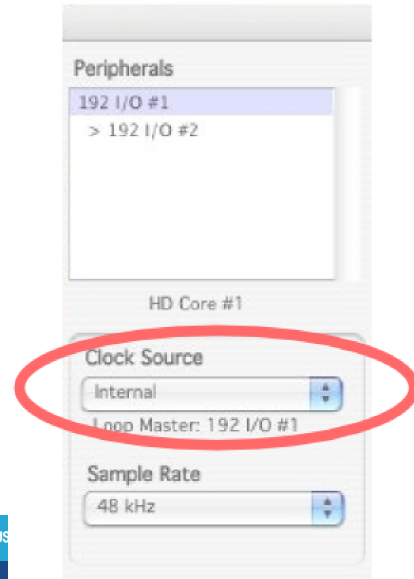 Peripherals
192 I/O #1
> 192 I/O #2
HD Core #1
Clock Source
Internal
Loop Master: 192 I/O #1
Sample Rate
48 kHz